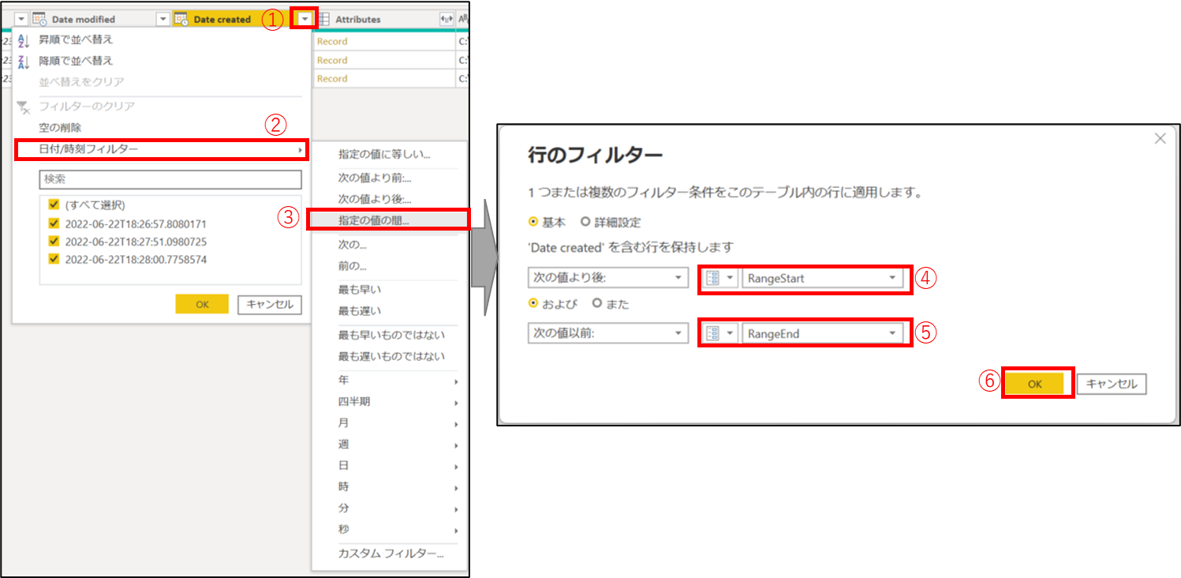 Date modified
Date created
①
Attributes
:23
Record
C:\
Record
C:\
:23
Record
C:\
昇順で並べ替え
降順で並べ替え
並べ替えをクリア
フィルターのクリア
空の削除
②
日付/時刻フィルター
検索
(すべて選択)
2022-06-22T18:26:57.8080171
2022-06-22T18:27:51.0980725
2022-06-22T18:28:00.7758574
OK
キャンセル
指定の値に等しい...
次の値より前:...
次の値より後:...
③
指定の値の間...
次の...
前の...
最も早い
最も遅い
最も早いものではない
最も遅いものではない
年
四半期
月
週
日
時
分
秒
カスタム フィルター...
行のフィルター
1 つまたは複数のフィルター条件をこのテーブル内の行に適用します。
基本 詳細設定
'Date created' を含む行を保持します
次の値より後: RangeStart ④
および また
次の値以前: RangeEnd ⑤
⑥ OK キャンセル